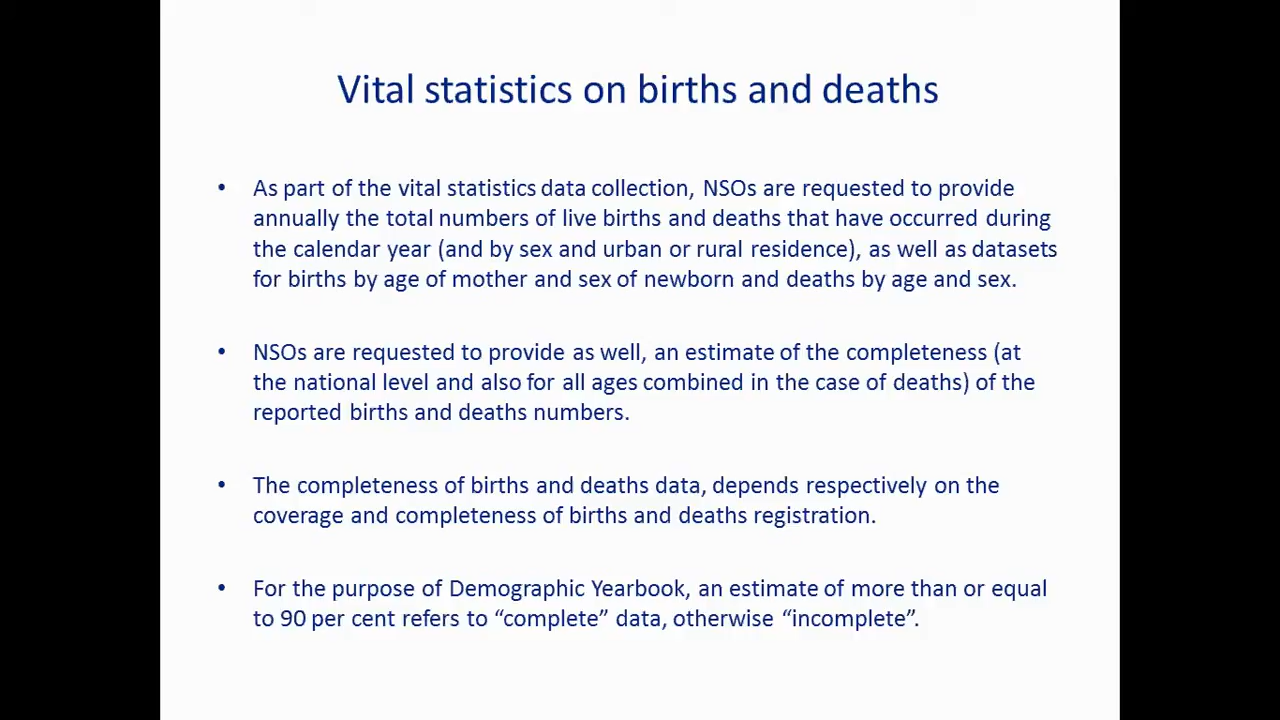 Vital statistics on births and deaths
• As part of the vital statistics data collection, NSOs are requested to provide
annually the total numbers of live births and deaths that have occurred during
the calendar year (and by sex and urban or rural residence), as well as datasets
for births by age of mother and sex of newborn and deaths by age and sex.
• NSOs are requested to provide as well, an estimate of the completeness (at
the national level and also for all ages combined in the case of deaths) of the
reported births and deaths numbers.
• The completeness of births and deaths data, depends respectively on the
coverage and completeness of births and deaths registration.
• For the purpose of Demographic Yearbook, an estimate of more than or equal
to 90 per cent refers to “complete” data, otherwise “incomplete”.